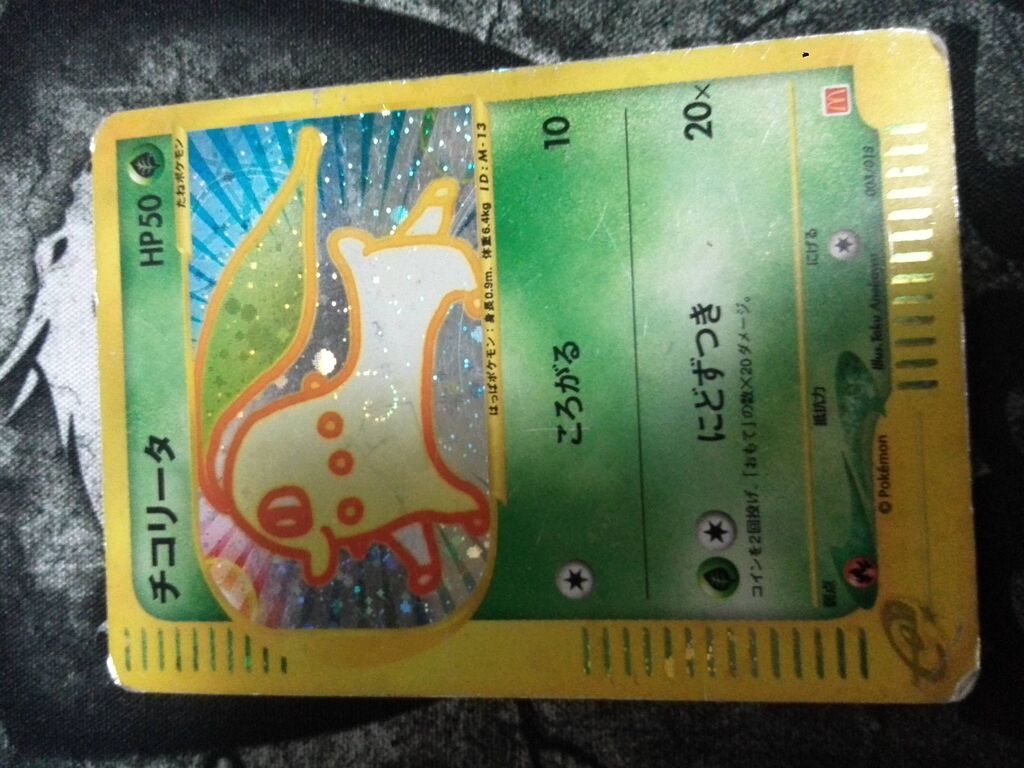 チコリータ HP50
たねポケモン
はっぱポケモン：身長0.9m、体重6.4kg ID：M-13
ころがる 10
にどずつき 20×
コインを2回投げ、「おもて」の数×20ダメージ。
弱点 抵抗力 にげる
© Pokémon